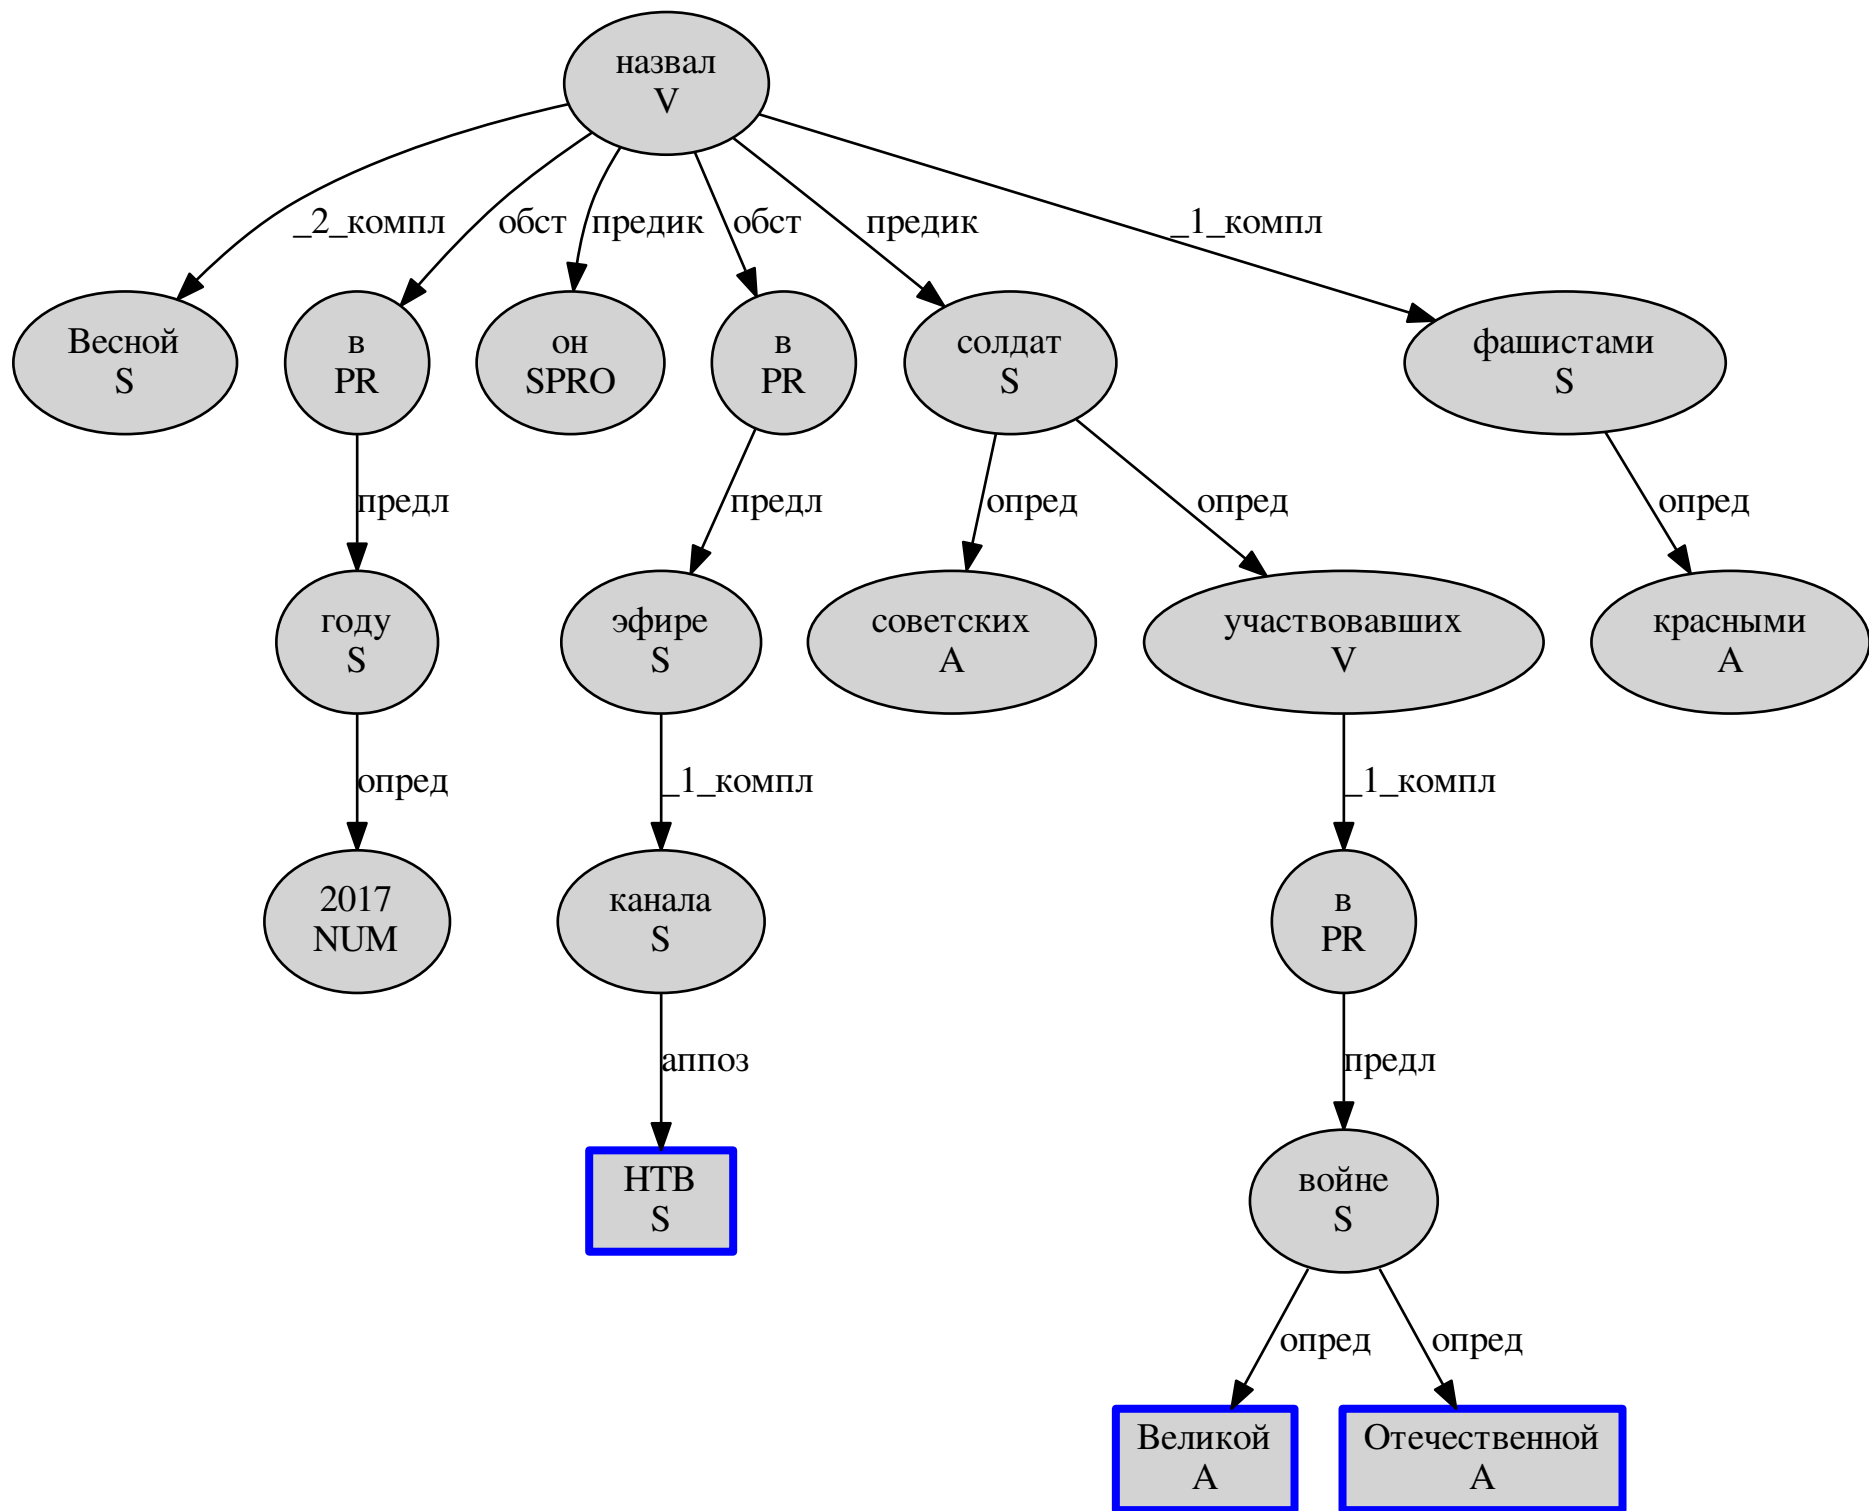 назвал
V
_2_компл
обст
предик
обст
предик
_1_компл
Весной
S
в
PR
он
SPRO
в
PR
солдат
S
фашистами
S
предл
предл
опред
опред
опред
году
S
эфире
S
советских
A
участвовавших
V
красными
A
опред
_1_компл
_1_компл
2017
NUM
канала
S
в
PR
аппоз
предл
НТВ
S
войне
S
опред
опред
Великой
A
Отечественной
A